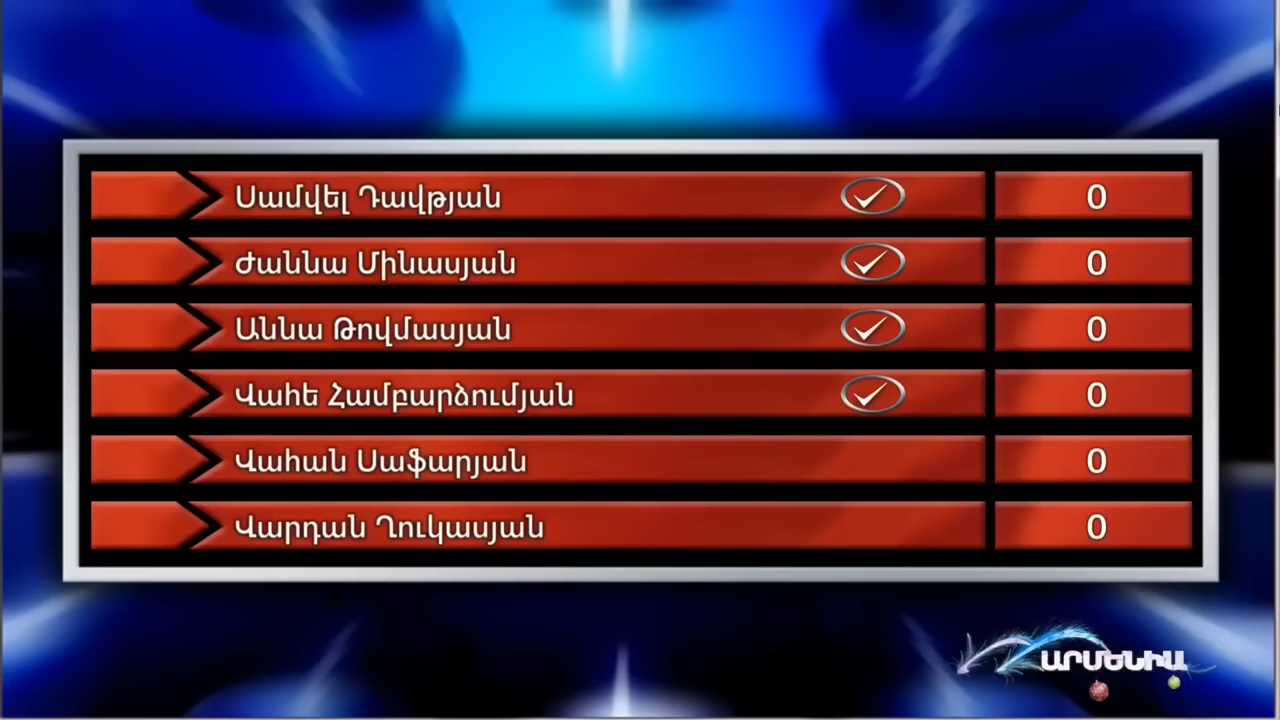 Սամվել Դավթյան 0
Ժաննա Մինասյան 0
Աննա Թովմասյան 0
Վահե Համբարձումյան 0
Վահան Սաֆարյան 0
Վարդան Ղուկասյան 0
ԱՐՄԵՆԻԱ